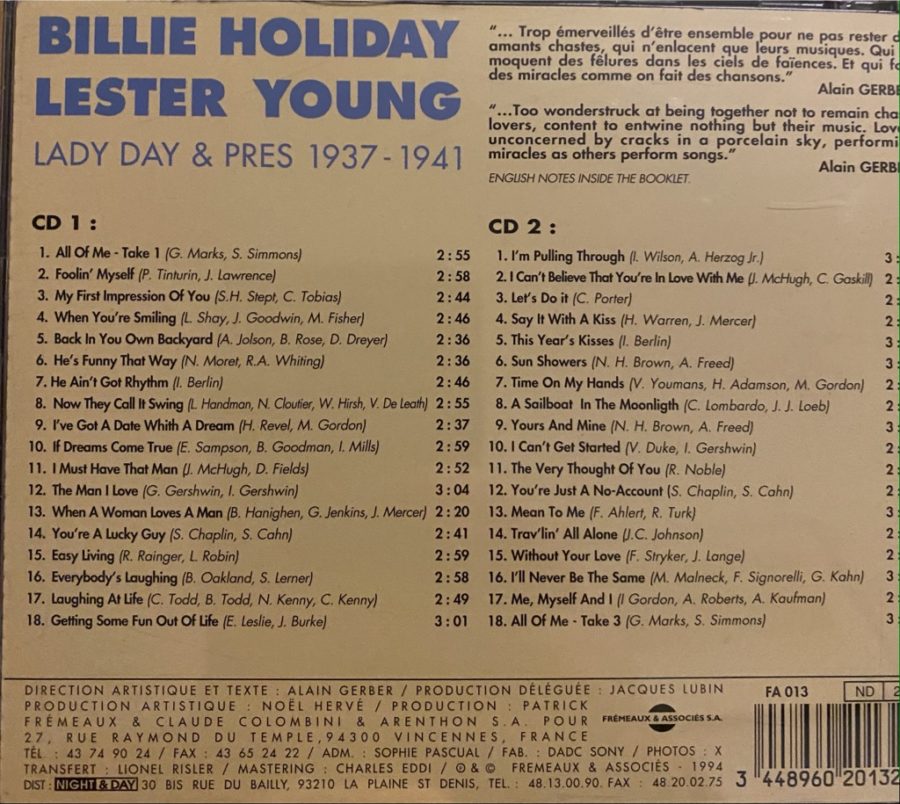 BILLIE HOLIDAY
LESTER YOUNG
LADY DAY & PRES 1937-1941
"... Trop émerveillés d'être ensemble pour ne pas rester
amants chastes, qui n'enlacent que leurs musiques. Qui
moquent des fêlures dans les ciels de faïences. Et qui
des miracles comme on fait des chansons."
Alain
"...Too wonderstruck at being together not to remain
lovers, content to entwine nothing but their music.
unconcerned by cracks in a porcelain sky,
miracles as others perform songs."
Alain
ENGLISH NOTES INSIDE THE BOOKLET.
CD 1 :
1. All Of Me - Take 1 (G. Marks, S. Simmons) 2 : 55
2. Foolin' Myself (P. Tinturin, J. Lawrence) 2 : 58
3. My First Impression Of You (S.H. Stept, C. Tobias) 2 : 44
4. When You're Smiling (L. Shay, J. Goodwin, M. Fisher) 2 : 46
5. Back In You Own Backyard (A. Jolson, B. Rose, D. Dreyer) 2 : 36
6. He's Funny That Way (N. Moret, R.A. Whiting) 2 : 36
7. He Ain't Got Rhythm (I. Berlin) 2 : 46
8. Now They Call It Swing (L. Handman, N. Cloutier, W. Hirsh, V. De Leath) 2 : 55
9. I've Got A Date Whith A Dream (H. Revel, M. Gordon) 2 : 37
10. If Dreams Come True (E. Sampson, B. Goodman, I. Mills) 2 : 59
11. I Must Have That Man (J. McHugh, D. Fields) 2 : 52
12. The Man I Love (G. Gershwin, I. Gershwin) 3 : 04
13. When A Woman Loves A Man (B. Hanighen, G. Jenkins, J. Mercer) 2 : 20
14. You're A Lucky Guy (S. Chaplin, S. Cahn) 2 : 41
15. Easy Living (R. Rainger, L. Robin) 2 : 59
16. Everybody's Laughing (B. Oakland, S. Lerner) 2 : 58
17. Laughing At Life (C. Todd, B. Todd, N. Kenny, C. Kenny) 2 : 49
18. Getting Some Fun Out Of Life (E. Leslie, J. Burke) 3 : 01
CD 2 :
1. I'm Pulling Through (I. Wilson, A. Herzog Jr.) 3 :
2. I Can't Believe That You're In Love With Me (J. McHugh, C. Gaskill) 2 :
3. Let's Do it (C. Porter) 2 :
4. Say It With A Kiss (H. Warren, J. Mercer) 2 :
5. This Year's Kisses (I. Berlin) 3 :
6. Sun Showers (N. H. Brown, A. Freed) 3 :
7. Time On My Hands (V. Youmans, H. Adamson, M. Gordon) 2 :
8. A Sailboat In The Moonligth (C. Lombardo, J. J. Loeb) 2 :
9. Yours And Mine (N. H. Brown, A. Freed) 3 :
10. I Can't Get Started (V. Duke, I. Gershwin) 2 :
11. The Very Thought Of You (R. Noble) 2 :
12. You're Just A No-Account (S. Chaplin, S. Cahn) 2 :
13. Mean To Me (F. Ahlert, R. Turk) 3 :
14. Trav'lin' All Alone (J.C. Johnson) 2 :
15. Without Your Love (F. Stryker, J. Lange) 2 :
16. I'll Never Be The Same (M. Malneck, F. Signorelli, G. Kahn) 3 :
17. Me, Myself And I (I Gordon, A. Roberts, A. Kaufman) 2 :
18. All Of Me - Take 3 (G. Marks, S. Simmons) 3 :
DIRECTION ARTISTIQUE ET TEXTE : ALAIN GERBER / PRODUCTION DÉLÉGUÉE : JACQUES LUBIN
PRODUCTION ARTISTIQUE : NOËL HERVÉ / PRODUCTION : PATRICK
FRÉMEAUX & CLAUDE COLOMBINI & ARENTHON S.A. POUR
27, RUE RAYMOND DU TEMPLE, 94300 VINCENNES, FRANCE
TÉL : 43 74 90 24 / FAX : 43 65 24 22 / ADM. : SOPHIE PASCUAL / FAB. : DADC SONY / PHOTOS : X
TRANSFERT : LIONEL RISLER / MASTERING : CHARLES EDDI / ℗ & © FREMEAUX & ASSOCIÉS - 1994
DIST : NIGHT & DAY 30 BIS RUE DU BAILLY, 93210 LA PLAINE ST DENIS, TEL. : 48.13.00.90. FAX : 48.20.02.75
FRÉMEAUX & ASSOCIÉS S.A.
FA 013
ND
3 448960 20132